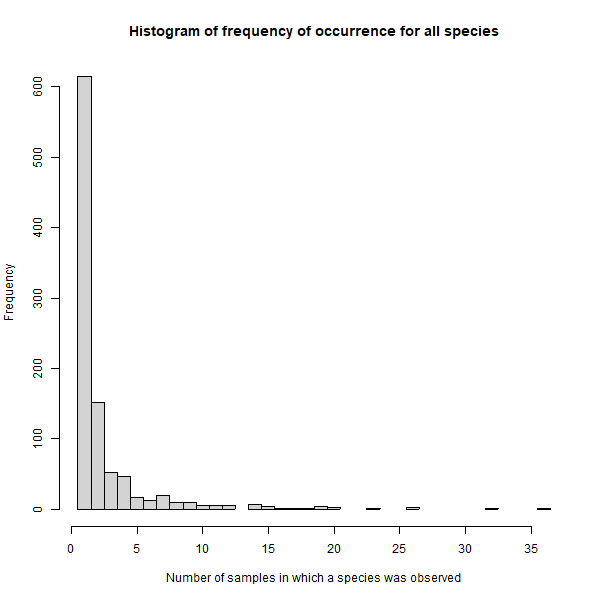 Histogram of frequency of occurrence for all species
Frequency
600
500
400
300
200
100
0
0 5 10 15 20 25 30 35
Number of samples in which a species was observed